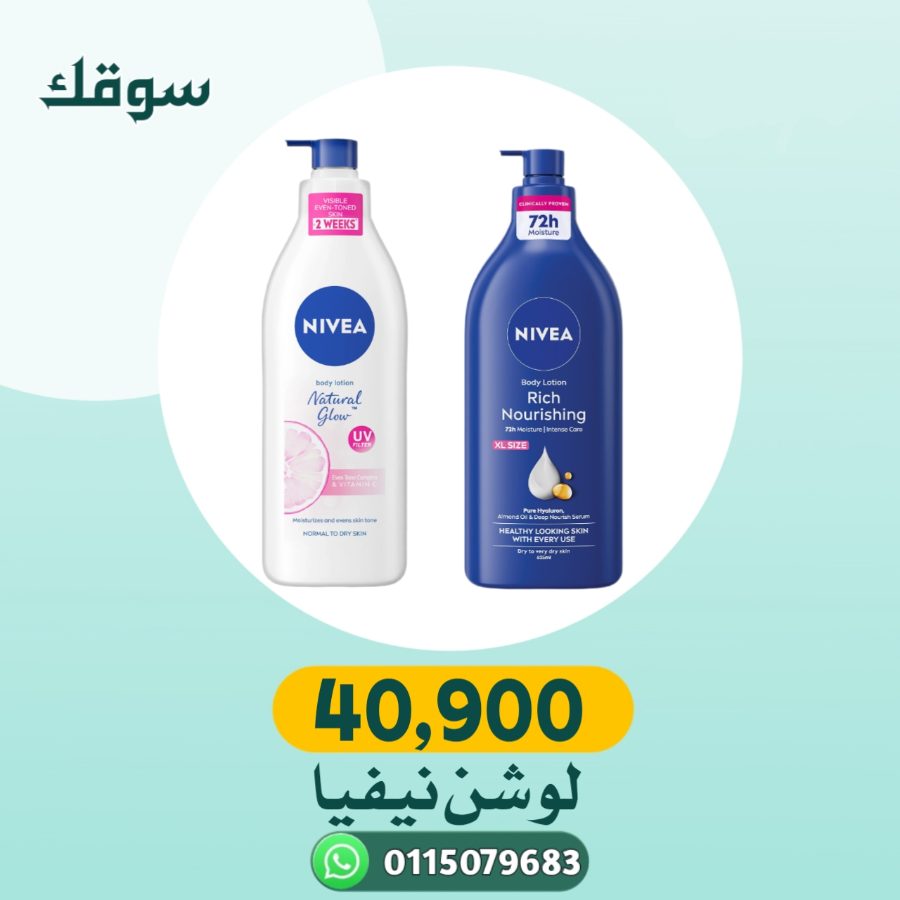 سوقك
VISIBLE
EVEN-TONED
SKIN
2 WEEKS
NIVEA
body lotion
Natural
Glow™
UV
FILTER
& VITAMIN C
Moisturizes and evens skin tone
NORMAL TO DRY SKIN
CLINICALLY PROVEN
72h
Moisture
NIVEA
Body Lotion
Rich
Nourishing
72h Moisture | Intense Care
XL SIZE
Pure Hyaluron,
Almond Oil & Deep Nourish Serum
HEALTHY LOOKING SKIN
WITH EVERY USE
Dry to very dry skin
40,900
لوشن نيفيا
0115079683